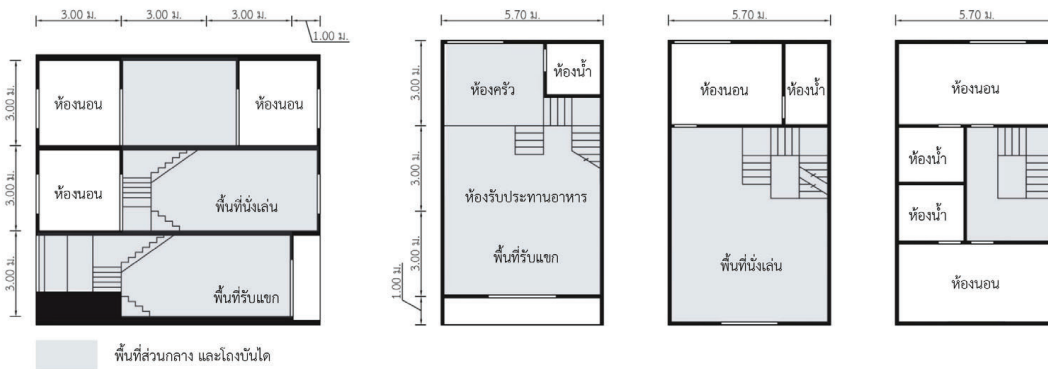 3.00 ม. 3.00 ม. 3.00 ม.
1.00 ม.
3.00 ม.
3.00 ม.
3.00 ม.
ห้องนอน
ห้องนอน
ห้องนอน
พื้นที่นั่งเล่น
พื้นที่รับแขก
พื้นที่ส่วนกลาง และโถงบันได
5.70 ม.
3.00 ม.
3.00 ม.
3.00 ม.
1.00 ม.
ห้องครัว
ห้องน้ำ
ห้องรับประทานอาหาร
พื้นที่รับแขก
5.70 ม.
ห้องนอน
ห้องน้ำ
พื้นที่นั่งเล่น
5.70 ม.
ห้องนอน
ห้องน้ำ
ห้องน้ำ
ห้องนอน